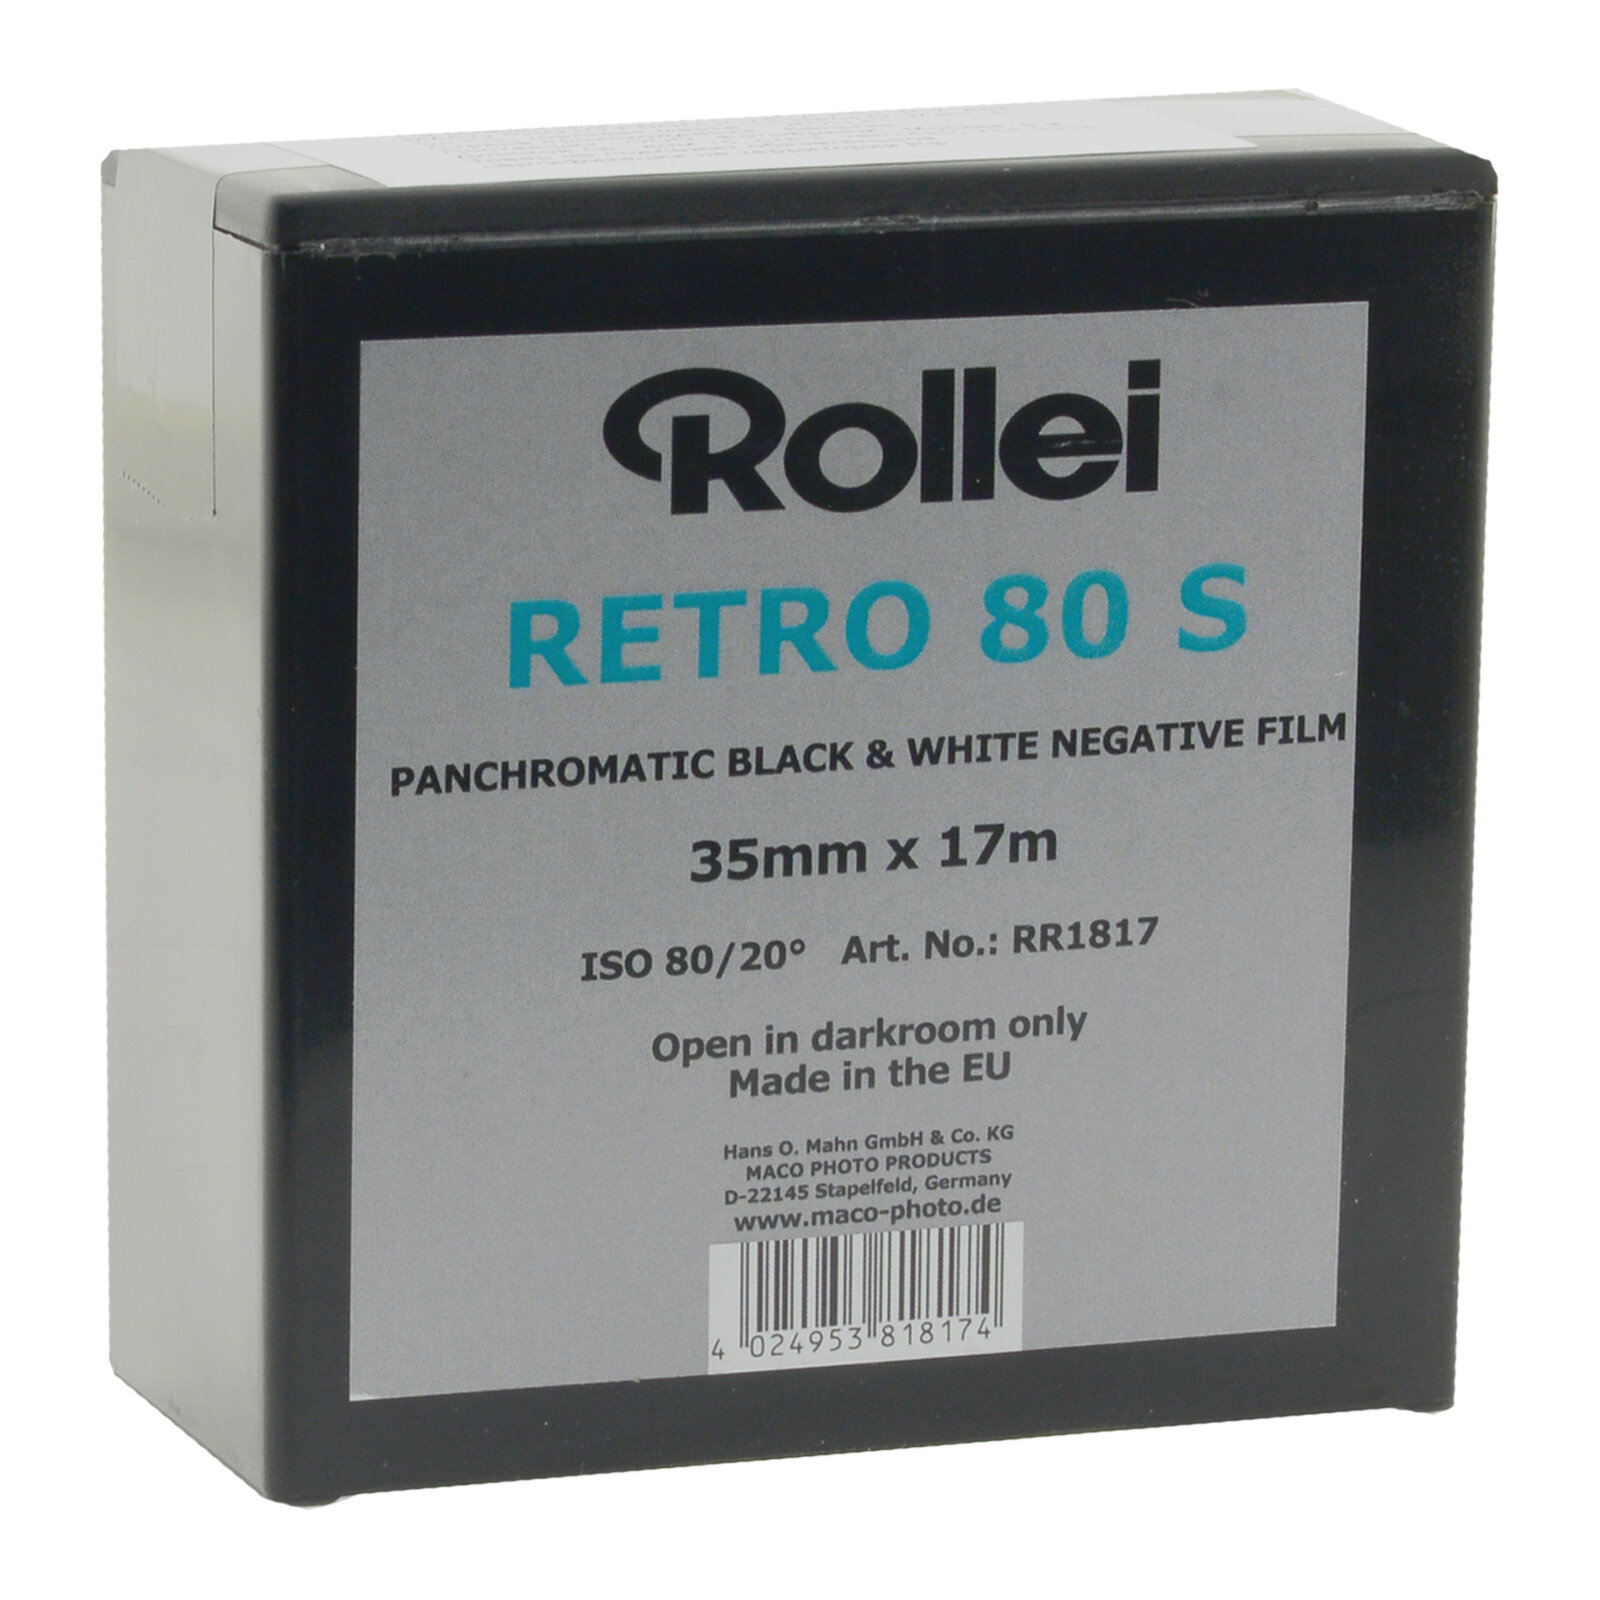 Rollei
RETRO 80 S
PANCHROMATIC BLACK & WHITE NEGATIVE FILM
35mm x 17m
ISO 80/20° Art. No.: RR1817
Open in darkroom only
Made in the EU
Hans O. Mahn GmbH & Co. KG
MACO PHOTO PRODUCTS
D-22145 Stapelfeld, Germany
www.maco-photo.de
4 024953 818174